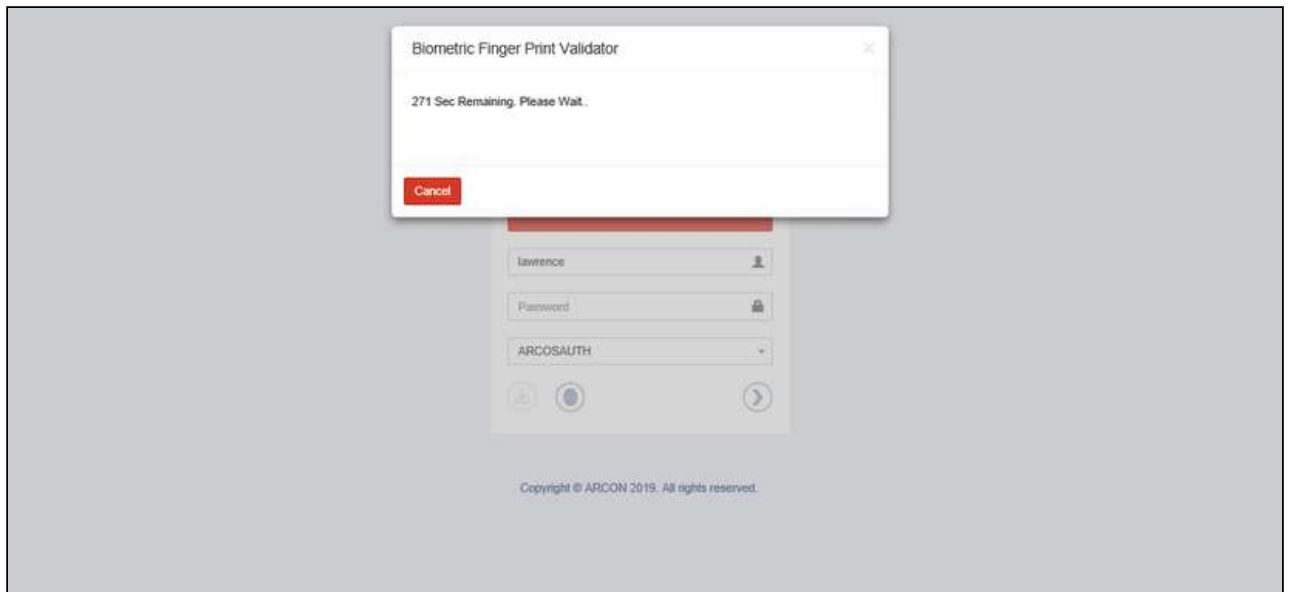 Biometric Finger Print Validator
271 Sec Remaining. Please Wait..
Cancel
lawrence
Password
ARCOSAUTH
Copyright © ARCON 2019. All rights reserved.